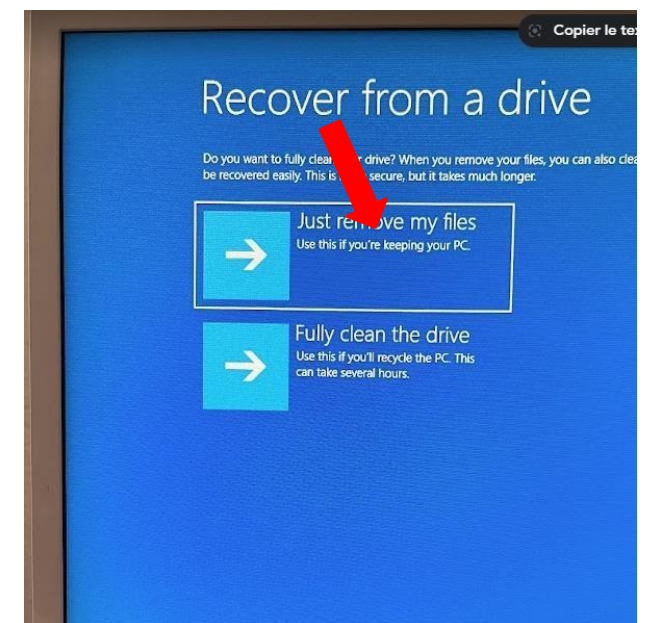 Copier le te
Recover from a drive
Do you want to fully clean drive? When you remove your files, you can also clea
be recovered easily. This is secure, but it takes much longer.
Just remove my files
Use this if you're keeping your PC.
Fully clean the drive
Use this if you'll recycle the PC. This
can take several hours.